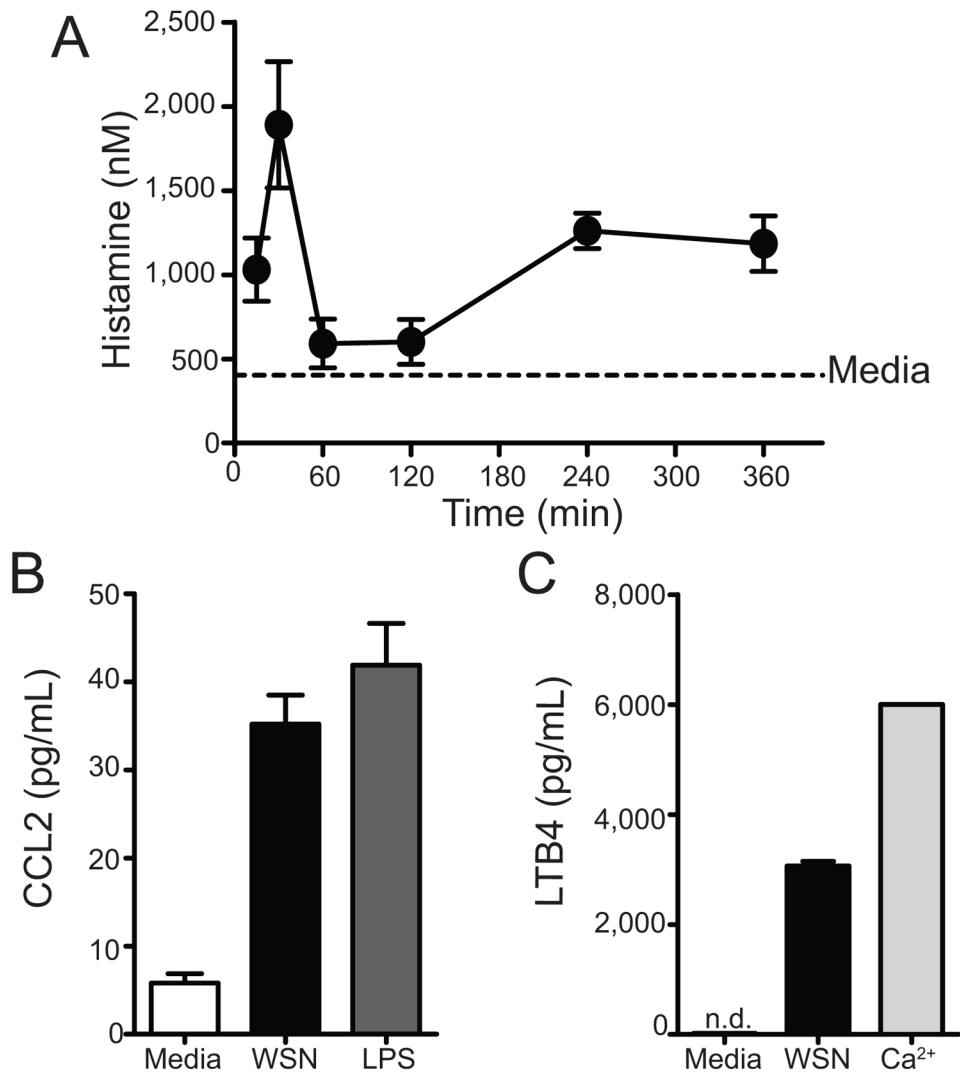 A
Histamine (nM)
2,500
2,000
1,500
1,000
500
0
Media
0 60 120 180 240 300 360
Time (min)
B
CCL2 (pg/mL)
50
40
30
20
10
0
Media WSN LPS
C
LTB4 (pg/mL)
8,000
6,000
4,000
2,000
0
n.d.
Media WSN Ca²⁺